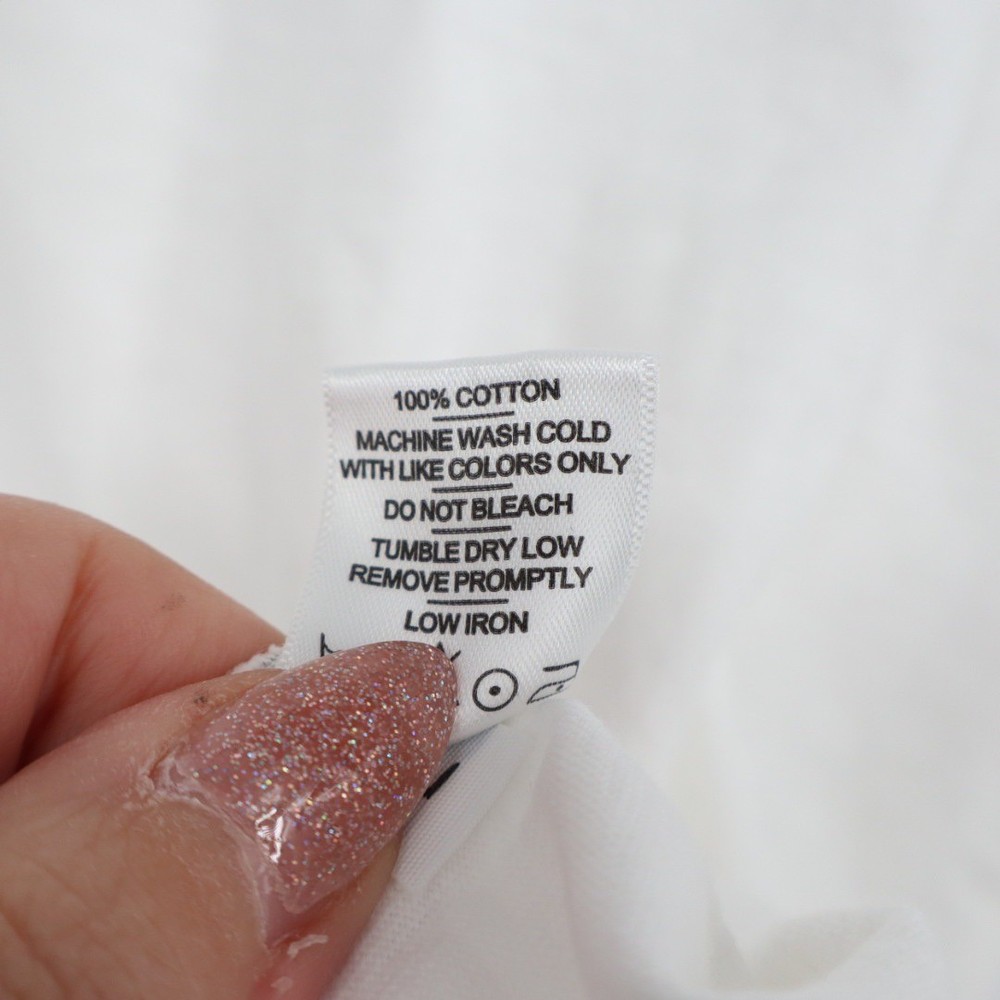 100% COTTON
MACHINE WASH COLD
WITH LIKE COLORS ONLY
DO NOT BLEACH
TUMBLE DRY LOW
REMOVE PROMPTLY
LOW IRON